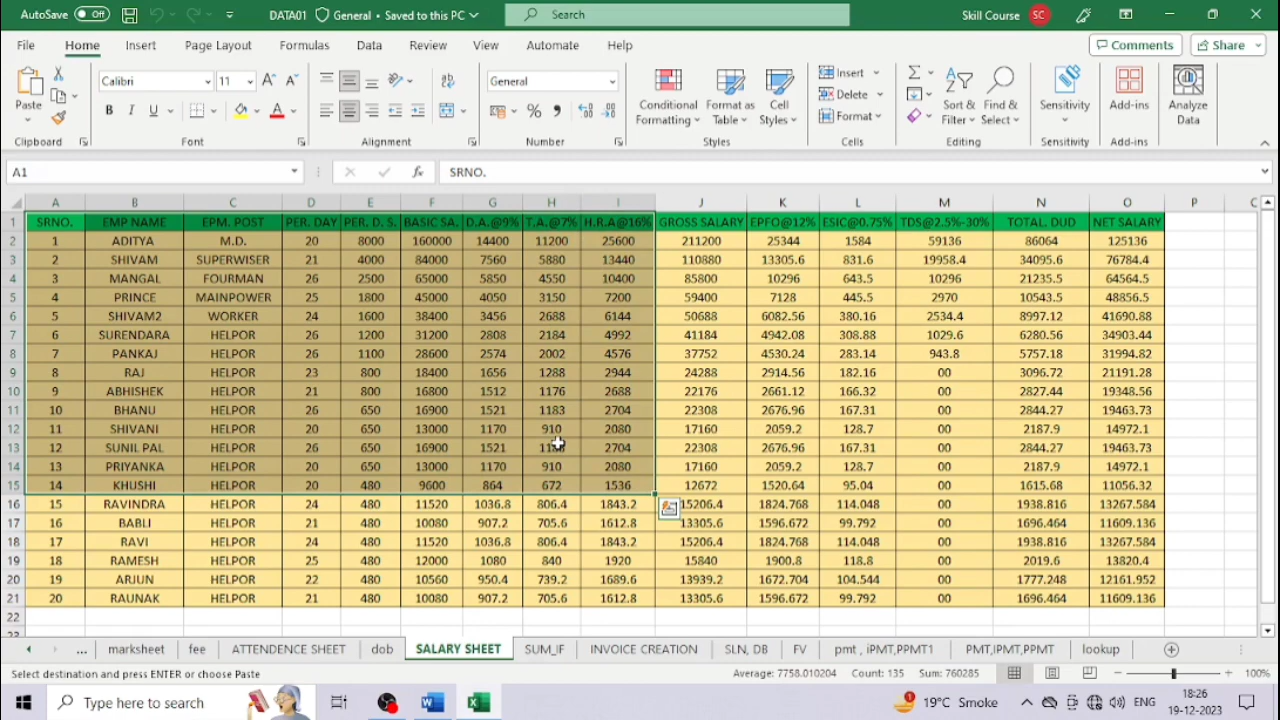 AutoSave Off DATA01 General • Saved to this PC Search Skill Course SC
File Home Insert Page Layout Formulas Data Review View Automate Help Comments Share
Paste Calibri 11 A A General Conditional Formatting Format as Table Cell Styles Insert Delete Format Sort & Filter Find & Select Sensitivity Add-ins Analyze Data
B I U A % 9
Clipboard Font Alignment Number Styles Cells Editing Sensitivity Add-ins
A1 fx SRNO.
A B C D E F G H I J K L M N O P
1 SRNO. EMP NAME EPM. POST PER. DAY PER. D. S. BASIC SA. D.A.@9% T.A.@7% H.R.A@16% GROSS SALARY EPFO@12% ESIC@0.75% TDS@2.5%-30% TOTAL. DUD NET SALARY
2 1 ADITYA M.D. 20 8000 160000 14400 11200 25600 211200 25344 1584 59136 86064 125136
3 2 SHIVAM SUPERWISER 21 4000 84000 7560 5880 13440 110880 13305.6 831.6 19958.4 34095.6 76784.4
4 3 MANGAL FOURMAN 26 2500 65000 5850 4550 10400 85800 10296 643.5 10296 21235.5 64564.5
5 4 PRINCE MAINPOWER 25 1800 45000 4050 3150 7200 59400 7128 445.5 2970 10543.5 48856.5
6 5 SHIVAM2 WORKER 24 1600 38400 3456 2688 6144 50688 6082.56 380.16 2534.4 8997.12 41690.88
7 6 SURENDARA HELPOR 26 1200 31200 2808 2184 4992 41184 4942.08 308.88 1029.6 6280.56 34903.44
8 7 PANKAJ HELPOR 26 1100 28600 2574 2002 4576 37752 4530.24 283.14 943.8 5757.18 31994.82
9 8 RAJ HELPOR 23 800 18400 1656 1288 2944 24288 2914.56 182.16 00 3096.72 21191.28
10 9 ABHISHEK HELPOR 21 800 16800 1512 1176 2688 22176 2661.12 166.32 00 2827.44 19348.56
11 10 BHANU HELPOR 26 650 16900 1521 1183 2704 22308 2676.96 167.31 00 2844.27 19463.73
12 11 SHIVANI HELPOR 20 650 13000 1170 910 2080 17160 2059.2 128.7 00 2187.9 14972.1
13 12 SUNIL PAL HELPOR 26 650 16900 1521 2704 22308 2676.96 167.31 00 2844.27 19463.73
14 13 PRIYANKA HELPOR 20 650 13000 1170 910 2080 17160 2059.2 128.7 00 2187.9 14972.1
15 14 KHUSHI HELPOR 20 480 9600 864 672 1536 12672 1520.64 95.04 00 1615.68 11056.32
16 15 RAVINDRA HELPOR 24 480 11520 1036.8 806.4 1843.2 15206.4 1824.768 114.048 00 1938.816 13267.584
17 16 BABLI HELPOR 21 480 10080 907.2 705.6 1612.8 13305.6 1596.672 99.792 00 1696.464 11609.136
18 17 RAVI HELPOR 24 480 11520 1036.8 806.4 1843.2 15206.4 1824.768 114.048 00 1938.816 13267.584
19 18 RAMESH HELPOR 25 480 12000 1080 840 1920 15840 1900.8 118.8 00 2019.6 13820.4
20 19 ARJUN HELPOR 22 480 10560 950.4 739.2 1689.6 13939.2 1672.704 104.544 00 1777.248 12161.952
21 20 RAUNAK HELPOR 21 480 10080 907.2 705.6 1612.8 13305.6 1596.672 99.792 00 1696.464 11609.136
22
... marksheet fee ATTENDENCE SHEET dob SALARY SHEET SUM_IF INVOICE CREATION SLN, DB FV pmt , iPMT,PPMT1 PMT,IPMT,PPMT lookup
Select destination and press ENTER or choose Paste Average: 7758.010204 Count: 135 Sum: 760285 100%
Type here to search 19°C Smoke ENG 18:26
19-12-2023